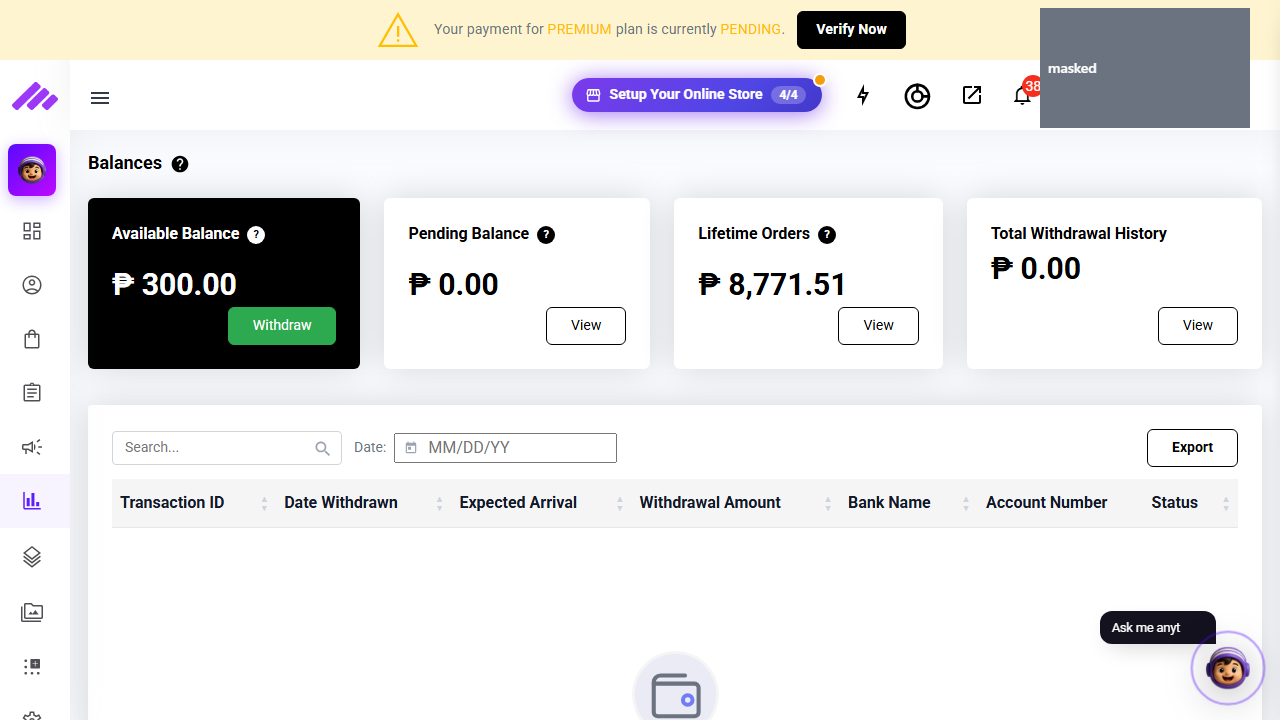 Your payment for PREMIUM plan is currently PENDING.
Verify Now
masked
Setup Your Online Store 4/4
38
Balances
Available Balance
₱ 300.00
Withdraw
Pending Balance
₱ 0.00
View
Lifetime Orders
₱ 8,771.51
View
Total Withdrawal History
₱ 0.00
View
Search...
Date:
MM/DD/YY
Export
Transaction ID
Date Withdrawn
Expected Arrival
Withdrawal Amount
Bank Name
Account Number
Status
Ask me anyt